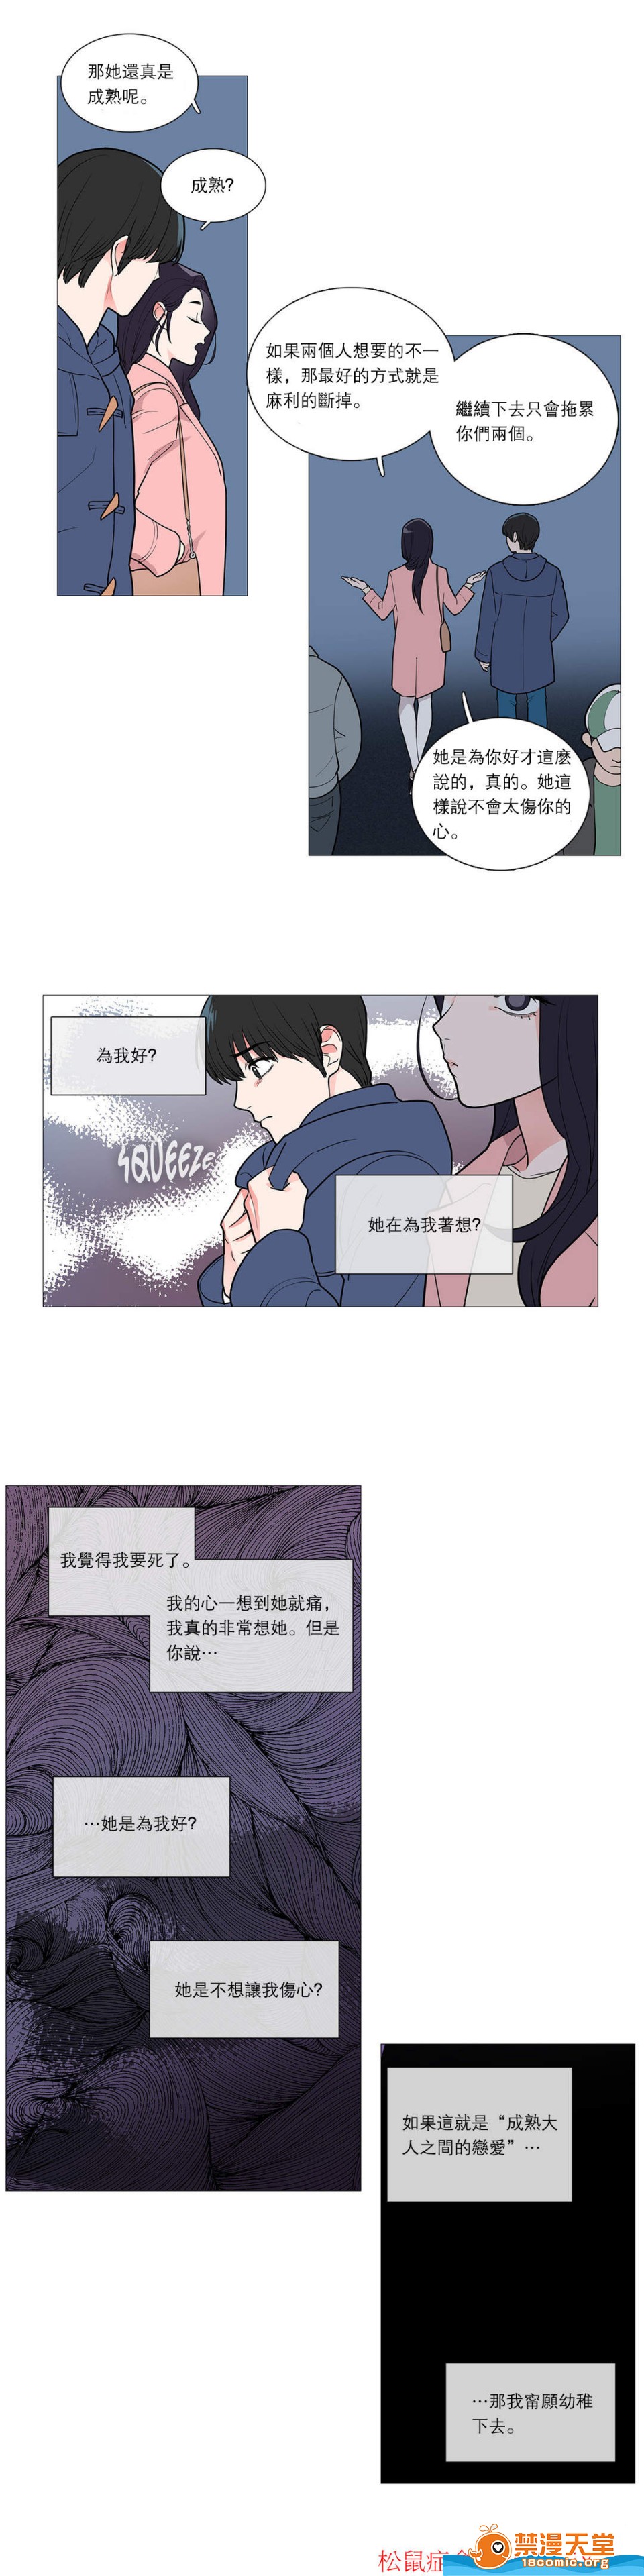 那她還真是
成熟呢。
成熟?
如果兩個人想要的不一
樣，那最好的方式就是
麻利的斷掉。
繼續下去只會拖累
你們兩個。
她是為你好才這麽
說的，真的。她這
樣說不會太傷你的
心。
為我好?
SQUEEZE
她在為我著想?
我覺得我要死了。
我的心一想到她就痛，
我真的非常想她。但是
你說…
…她是為我好?
她是不想讓我傷心?
如果這就是“成熟大
人之間的戀愛”…
…那我甯願幼稚
下去。
松鼠症
禁漫天堂
18comic.org